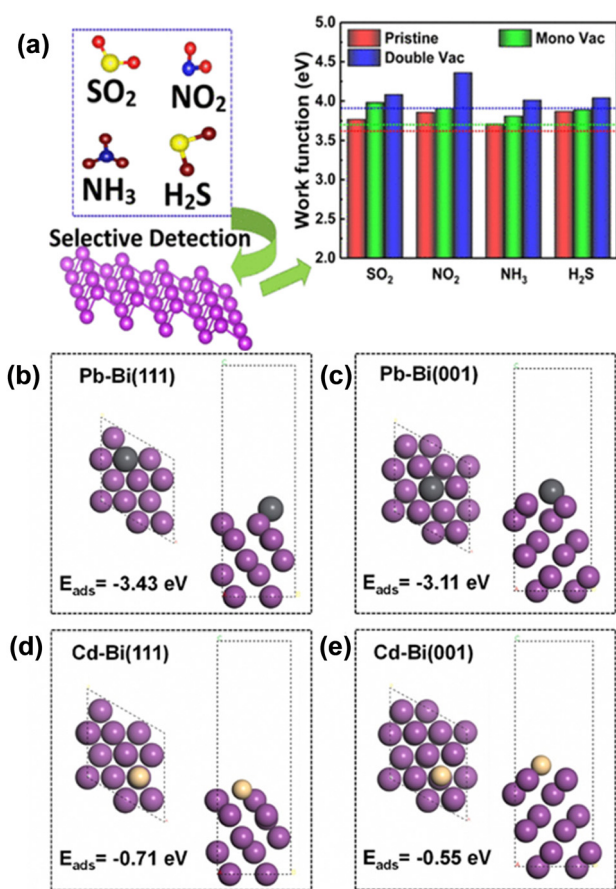 (a)
SO2
NO2
NH3
H2S
Selective Detection
Pristine
Mono Vac
Double Vac
Work function (eV)
5.0
4.5
4.0
3.5
3.0
2.5
2.0
SO2
NO2
NH3
H2S
(b)
Pb-Bi(111)
Eads= -3.43 eV
(c)
Pb-Bi(001)
Eads= -3.11 eV
(d)
Cd-Bi(111)
Eads= -0.71 eV
(e)
Cd-Bi(001)
Eads= -0.55 eV